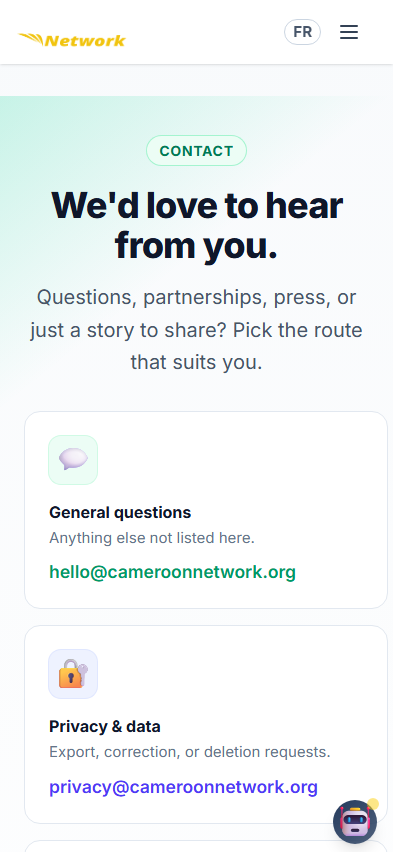 Network
FR
CONTACT
We'd love to hear
from you.
Questions, partnerships, press, or
just a story to share? Pick the route
that suits you.
General questions
Anything else not listed here.
hello@cameroonnetwork.org
Privacy & data
Export, correction, or deletion requests.
privacy@cameroonnetwork.org